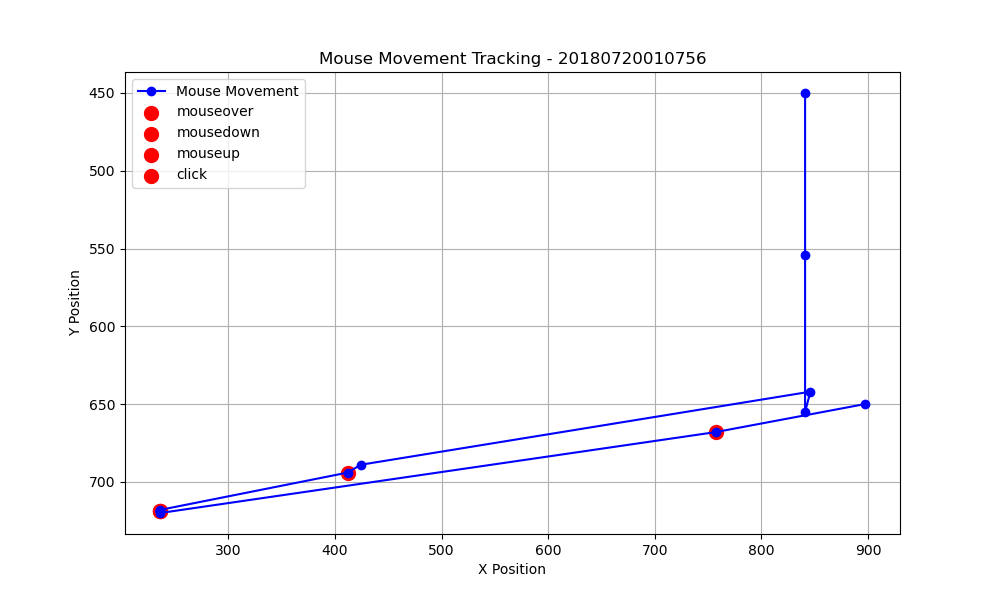 Mouse Movement Tracking - 20180720010756
Mouse Movement
mouseover
mousedown
mouseup
click
450
500
550
600
650
700
Y Position
300 400 500 600 700 800 900
X Position